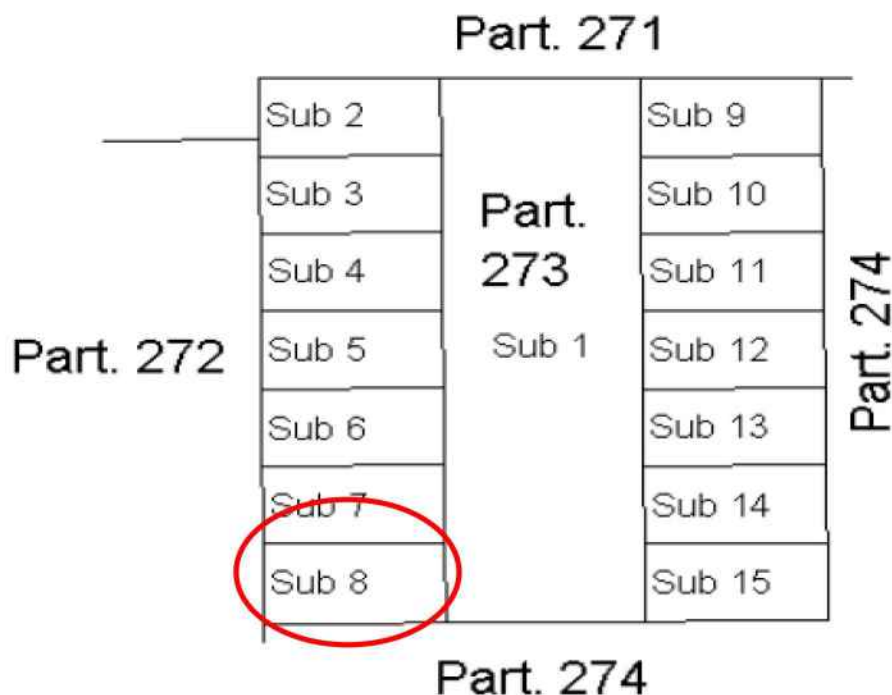 Part. 271
Sub 2
Sub 9
Sub 3
Sub 10
Part.
273
Sub 4
Sub 11
Part. 274
Part. 272
Sub 5
Sub 1
Sub 12
Sub 6
Sub 13
Sub 7
Sub 14
Sub 8
Sub 15
Part. 274